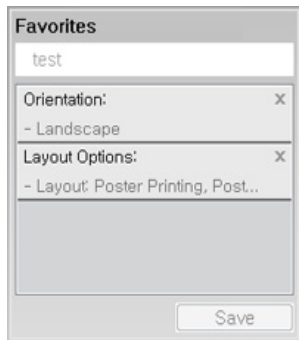 Favorites
test
Orientation: x
- Landscape
Layout Options: x
- Layout: Poster Printing, Post...
Save